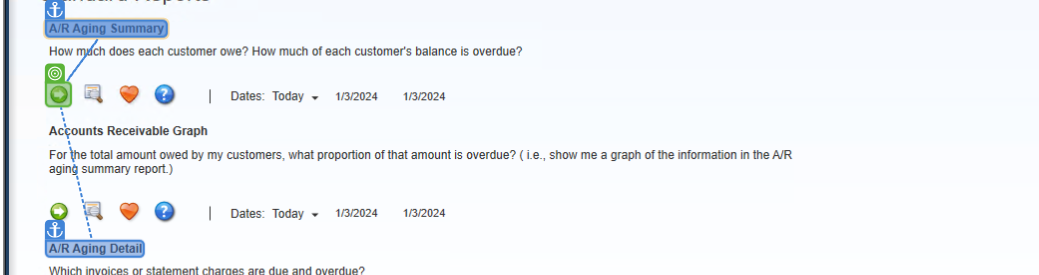 A/R Aging Summary
How much does each customer owe? How much of each customer's balance is overdue?
Dates: Today 1/3/2024 1/3/2024
Accounts Receivable Graph
For the total amount owed by my customers, what proportion of that amount is overdue? ( i.e., show me a graph of the information in the A/R
aging summary report.)
Dates: Today 1/3/2024 1/3/2024
A/R Aging Detail
Which invoices or statement charges are due and overdue?